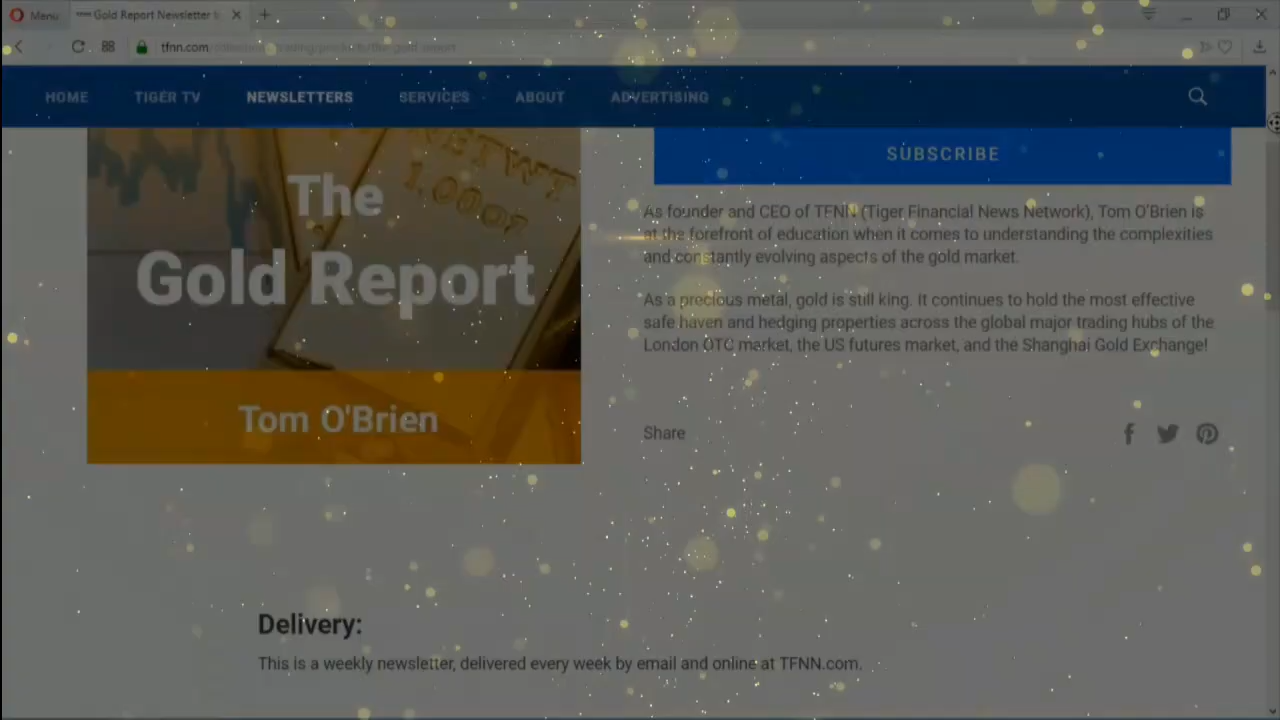 Menu
Gold Report Newsletter
tfnn.com
HOME TIGER TV NEWSLETTERS SERVICES ABOUT ADVERTISING
NETWT
1.000
The
Gold Report
Tom O'Brien
SUBSCRIBE
As founder and CEO of TFNN (Tiger Financial News Network), Tom O'Brien is
at the forefront of education when it comes to understanding the complexities
and constantly evolving aspects of the gold market.
As a precious metal, gold is still king. It continues to hold the most effective
safe haven and hedging properties across the global major trading hubs of the
London OTC market, the US futures market, and the Shanghai Gold Exchange!
Share
Delivery:
This is a weekly newsletter, delivered every week by email and online at TFNN.com.